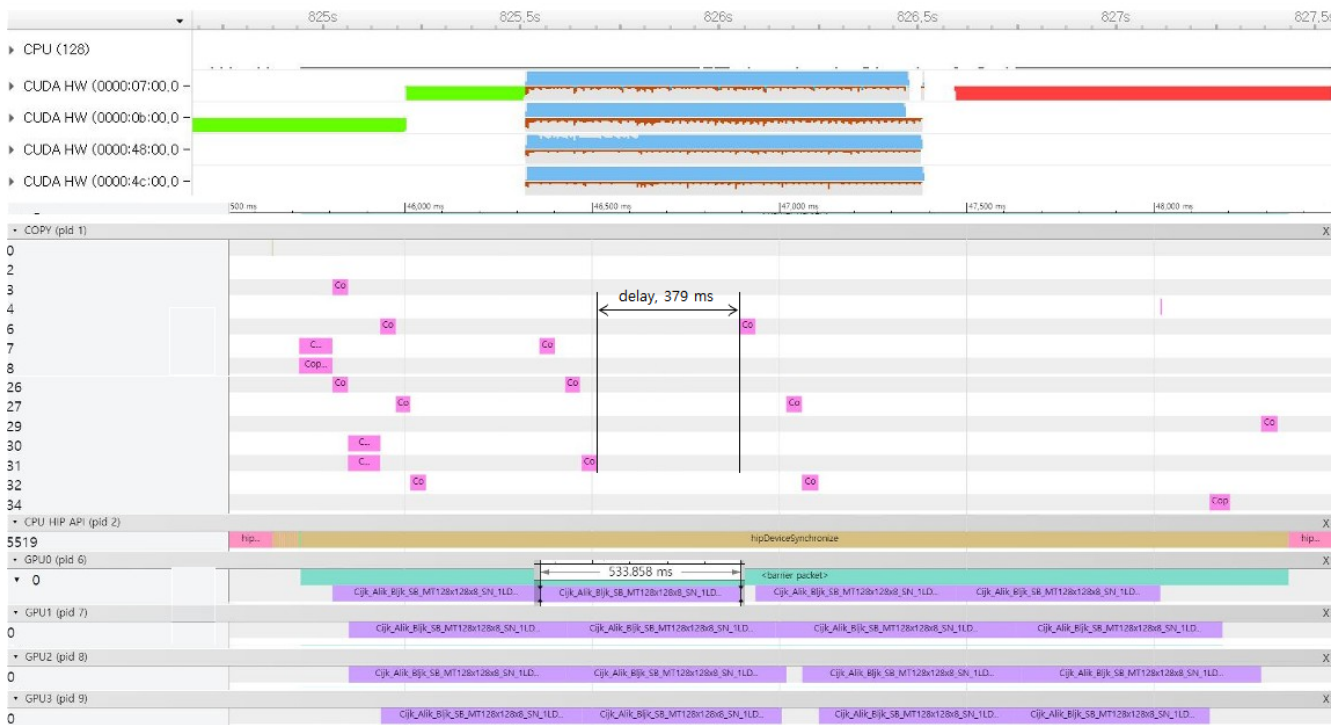 825s 825,5s 826s 826,5s 827s 827,5s
CPU (128)
CUDA HW (0000:07:00,0 -
CUDA HW (0000:0b:00,0 -
CUDA HW (0000:48:00,0 -
CUDA HW (0000:4c:00,0 -
500 ms 46,000 ms 46,500 ms 47,000 ms 47,500 ms 48,000 ms
COPY (pid 1) X
0
2
3 Co
4 delay, 379 ms
6 Co Co
7 C... Co
8 Cop...
26 Co Co
27 Co Co
29 Co
30 C...
31 C... Co
32 Co Co
34 Cop
CPU HIP API (pid 2) X
5519 hip... hipDeviceSynchronize hip...
GPU0 (pid 6) X
0 533.858 ms <barrier packet>
Cijk_Alik_Bljk_SB_MT128x128x8_SN_1LD... Cijk_Alik_Bljk_SB_MT128x128x8_SN_1LD... Cijk_Alik_Bljk_SB_MT128x128x8_SN_1LD... Cijk_Alik_Bljk_SB_MT128x128x8_SN_1LD...
GPU1 (pid 7) X
0 Cijk_Alik_Bljk_SB_MT128x128x8_SN_1LD... Cijk_Alik_Bljk_SB_MT128x128x8_SN_1LD... Cijk_Alik_Bljk_SB_MT128x128x8_SN_1LD... Cijk_Alik_Bljk_SB_MT128x128x8_SN_1LD...
GPU2 (pid 8) X
0 Cijk_Alik_Bljk_SB_MT128x128x8_SN_1LD... Cijk_Alik_Bljk_SB_MT128x128x8_SN_1LD... Cijk_Alik_Bljk_SB_MT128x128x8_SN_1LD... Cijk_Alik_Bljk_SB_MT128x128x8_SN_1LD...
GPU3 (pid 9) X
0 Cijk_Alik_Bljk_SB_MT128x128x8_SN_1LD... Cijk_Alik_Bljk_SB_MT128x128x8_SN_1LD... Cijk_Alik_Bljk_SB_MT128x128x8_SN_1LD... Cijk_Alik_Bljk_SB_MT128x128x8_SN_1LD...